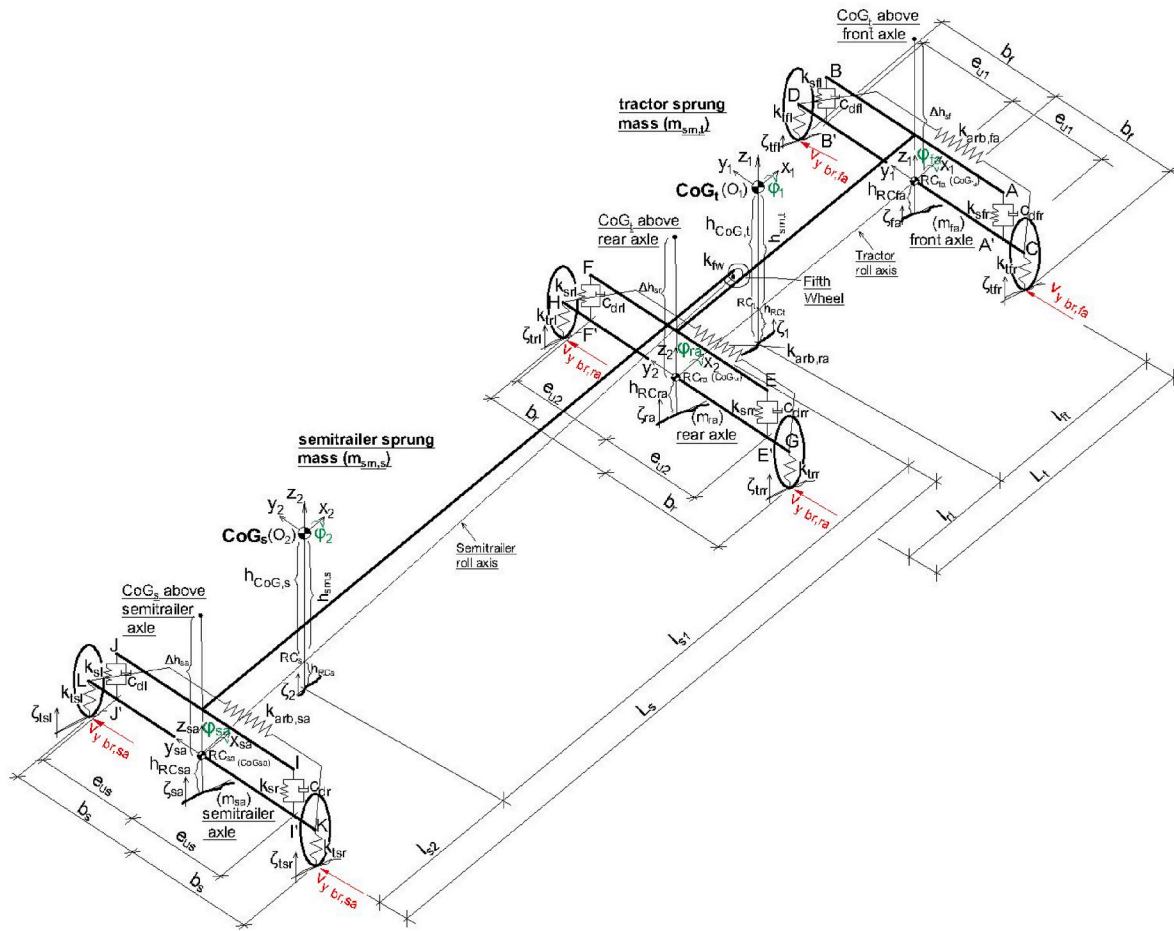 CoGt above
front axle
bf
eu1
ksfl
B
D
ktfl
cdfl
B'
ζtfl
Vy br,fa
Δhsf
karb,fa
eu1
bf
tractor sprung
mass (msm,t)
z1
y1
x1
CoGt (O1)
φ1
hCoG,t
hsm,t
z1
φfa
x1
y1
RCfa
hRCfa
ζfa
(mfa)
front axle
A
ksfr
cdfr
A'
C
ktfr
ζtfr
Vy br,fa
Tractor
roll axis
CoGt above
rear axle
kfw
Fifth
Wheel
F
ksrl
H
ktrl
cdrl
F'
ζtrl
Vy br,ra
Δhsr
RCt
hRCt
ζ1
karb,ra
z2
φra
x2
y2
RCra
hRCra
ζra
(mra)
rear axle
E
ksrr
cdrr
E'
G
ktrr
ζtrr
Vy br,ra
eu2
br
eu2
br
lft
Lt
lr1
semitrailer sprung
mass (msm,s)
z2
y2
x2
CoGs (O2)
φ2
hCoG,s
hsm,s
Semitrailer
roll axis
ls1
Ls
CoGs above
semitrailer
axle
J
ksl
L
ktsl
cdl
J'
ζtsl
Vy br,sa
Δhsa
RCs
hRCs
ζ2
karb,sa
zsa
φsa
xsa
ysa
RCsa (CoGsa)
hRCsa
ζsa
(msa)
semitrailer
axle
I
ksr
cdr
I'
K
ktsr
ζtsr
Vy br,sa
eus
bs
eus
bs
ls2